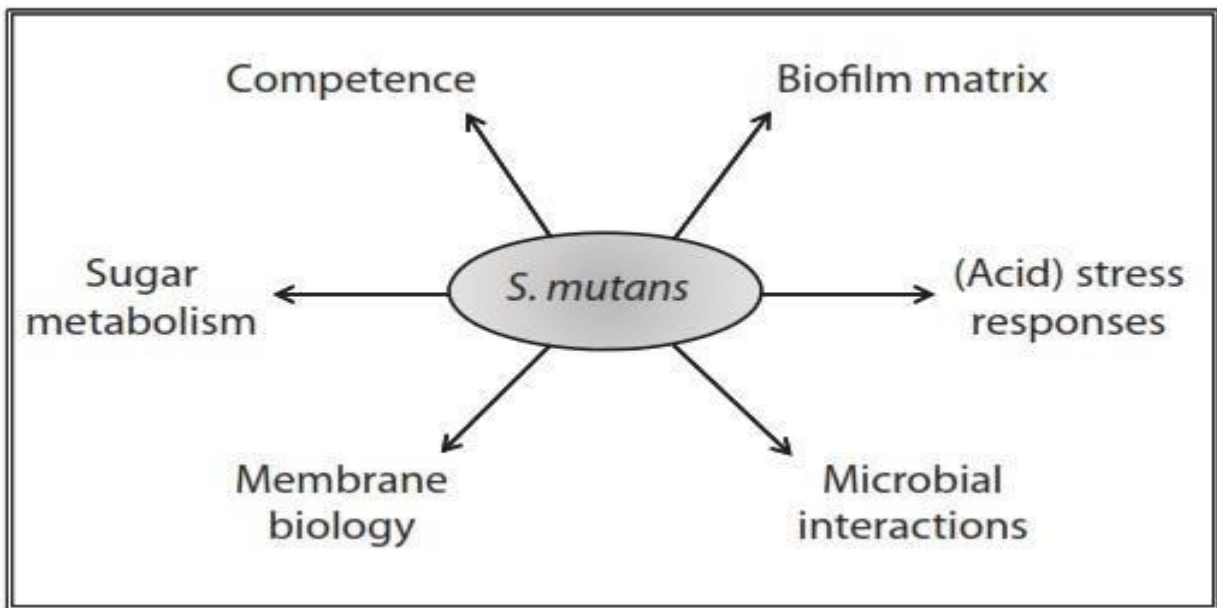 Competence
Biofilm matrix
Sugar
metabolism
S. mutans
(Acid) stress
responses
Membrane
biology
Microbial
interactions